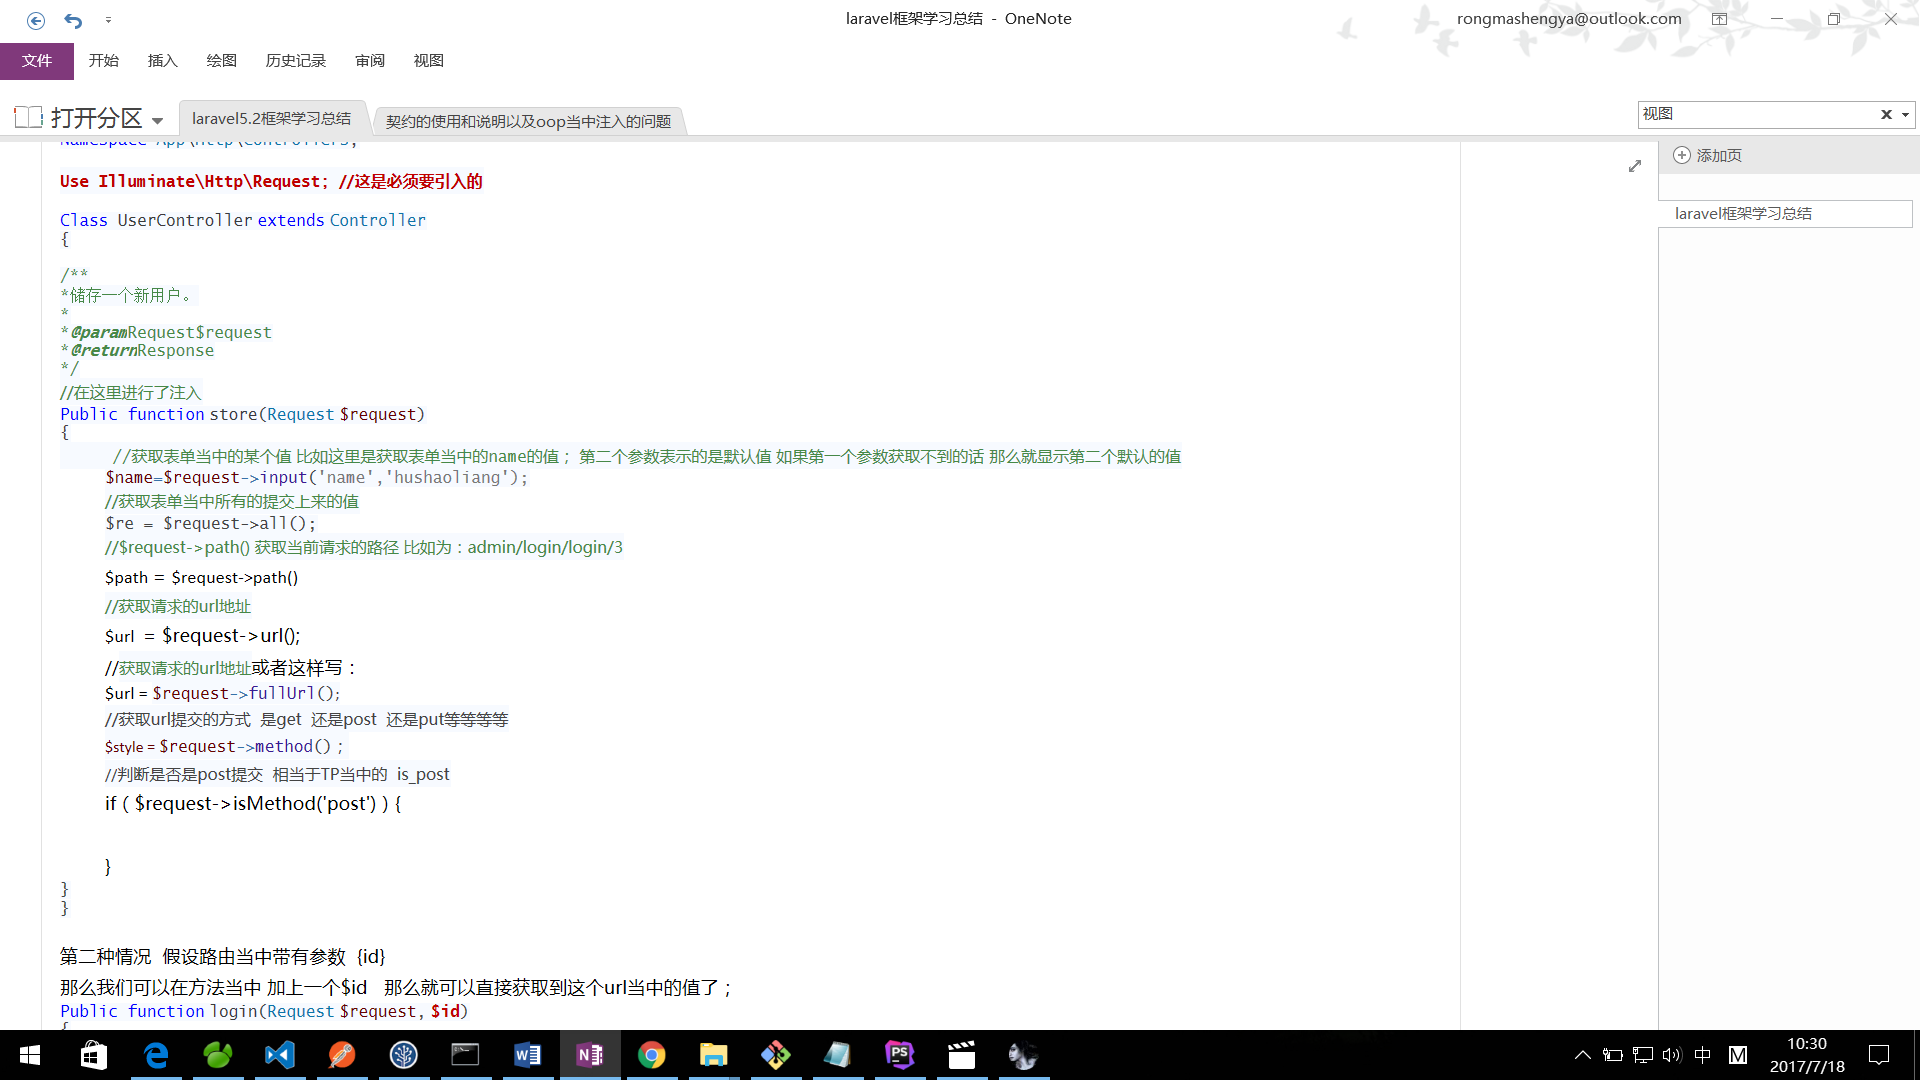 laravel框架学习总结 - OneNote
rongmashengya@outlook.com
文件 开始 插入 绘图 历史记录 审阅 视图
打开分区 laravel5.2框架学习总结 契约的使用和说明以及oop当中注入的问题
视图
添加页
laravel框架学习总结
Namespace App\Http\Controllers;
Use Illuminate\Http\Request; //这是必须要引入的
Class UserController extends Controller
{
/**
*储存一个新用户。
*
*@paramRequest$request
*@returnResponse
*/
//在这里进行了注入
Public function store(Request $request)
{
//获取表单当中的某个值 比如这里是获取表单当中的name的值； 第二个参数表示的是默认值 如果第一个参数获取不到的话 那么就显示第二个默认的值
$name=$request->input('name','hushaoliang');
//获取表单当中所有的提交上来的值
$re = $request->all();
//$request->path() 获取当前请求的路径 比如为：admin/login/login/3
$path = $request->path()
//获取请求的url地址
$url = $request->url();
//获取请求的url地址或者这样写：
$url = $request->fullUrl();
//获取url提交的方式 是get 还是post 还是put等等等等
$style = $request->method()；
//判断是否是post提交 相当于TP当中的 is_post
if ( $request->isMethod('post') ) {
}
}
}
第二种情况 假设路由当中带有参数 {id}
那么我们可以在方法当中 加上一个$id 那么就可以直接获取到这个url当中的值了；
Public function login(Request $request, $id)
{
中 M
10:30
2017/7/18